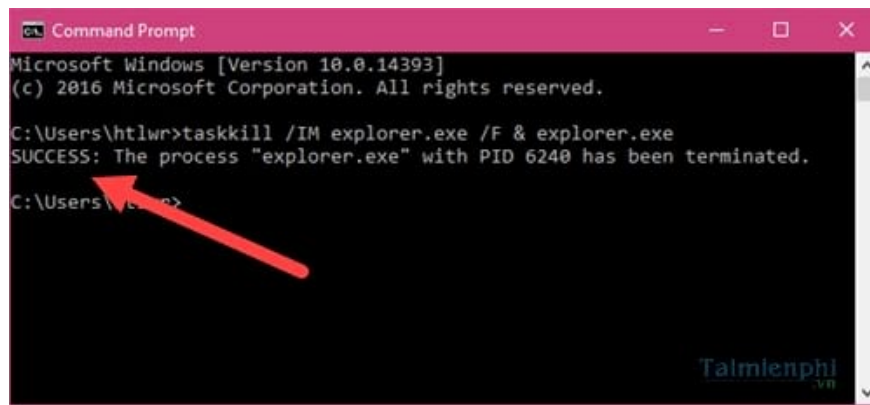 Command Prompt
Microsoft Windows [Version 10.0.14393]
(c) 2016 Microsoft Corporation. All rights reserved.
C:\Users\htlwr>taskkill /IM explorer.exe /F & explorer.exe
SUCCESS: The process "explorer.exe" with PID 6240 has been terminated.
C:\Users\
Taimienphi
.vn